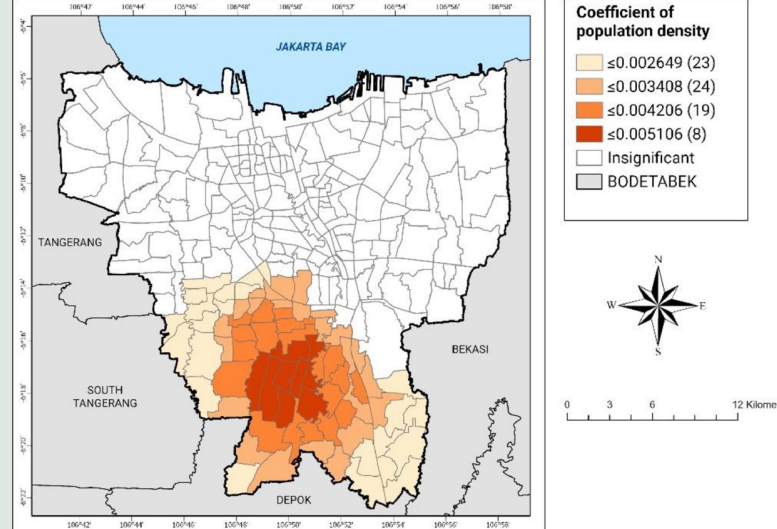 106°42' 106°44' 106°46' 106°48' 106°50' 106°52' 106°54' 106°56' 106°58'
JAKARTA BAY
TANGERANG
SOUTH
TANGERANG
BEKASI
DEPOK
106°42' 106°44' 106°46' 106°48' 106°50' 106°52' 106°54' 106°56' 106°58'
Coefficient of
population density
≤0.002649 (23)
≤0.003408 (24)
≤0.004206 (19)
≤0.005106 (8)
Insignificant
BODETABEK
N
W E
S
0 3 6 12 Kilome